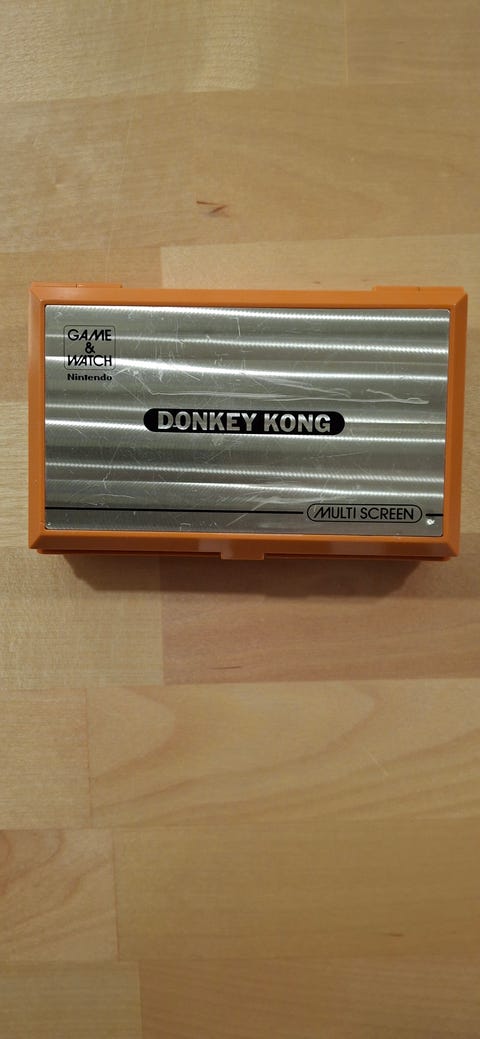 GAME
&
WATCH
Nintendo
DONKEY KONG
MULTI SCREEN